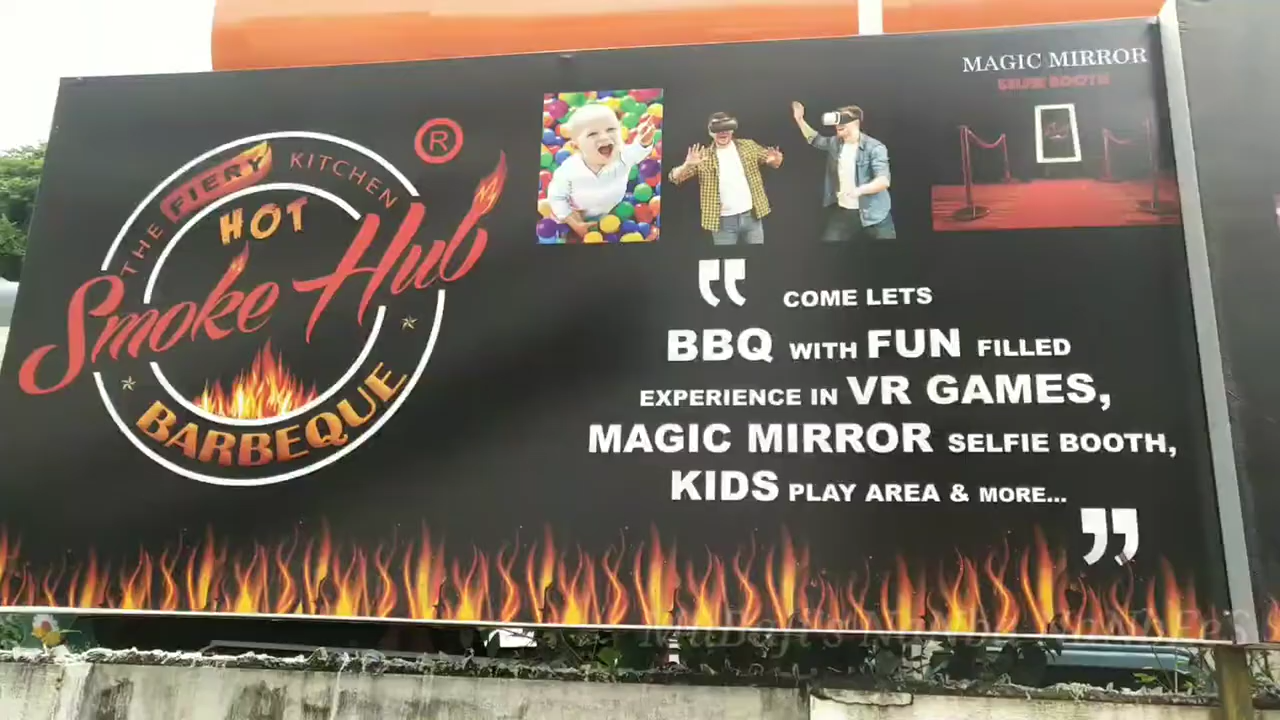 THE FIERY KITCHEN
®
HOT
Smoke Hub
BARBEQUE
MAGIC MIRROR
SELFIE BOOTH
❝ COME LETS
BBQ WITH FUN FILLED
EXPERIENCE IN VR GAMES,
MAGIC MIRROR SELFIE BOOTH,
KIDS PLAY AREA & MORE...
❞